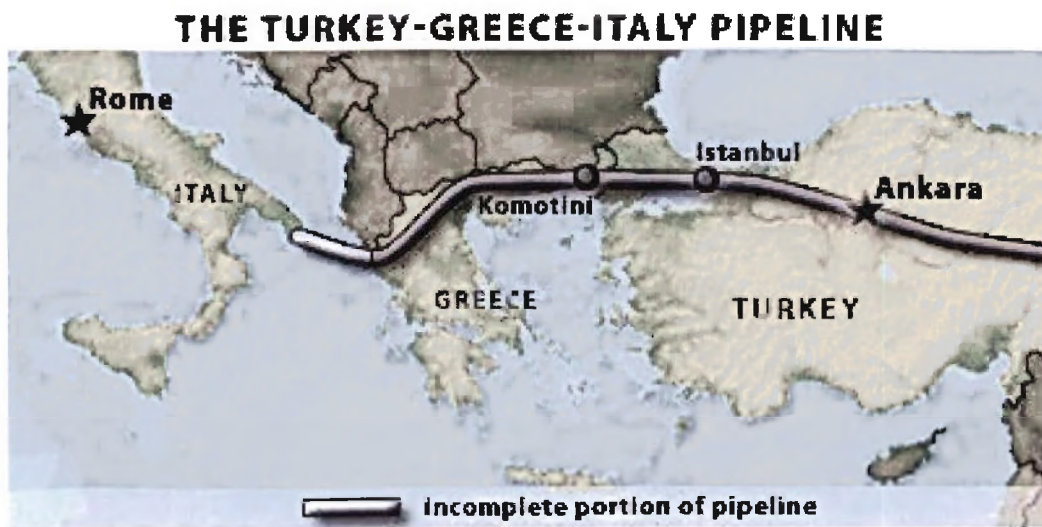 THE TURKEY-GREECE-ITALY PIPELINE
Rome
Istanbul
ITALY
Ankara
Komotini
GREECE
TURKEY
incomplete portion of pipeline